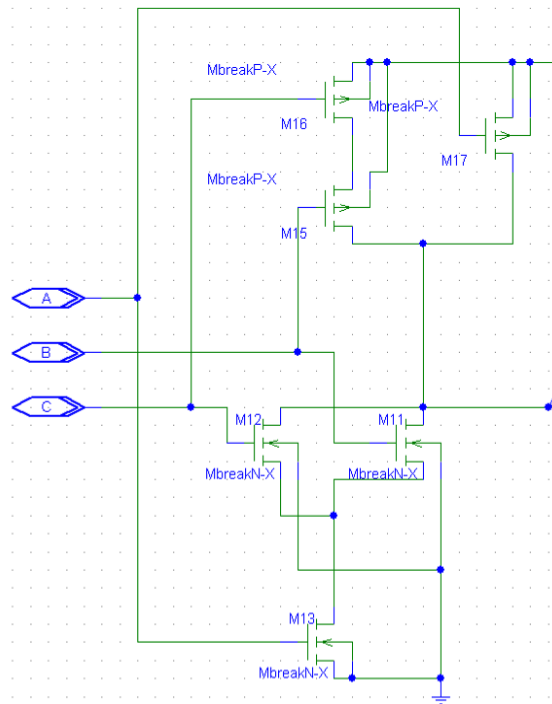 MbreakP-X
MbreakP-X
M16
M17
MbreakP-X
M15
A
B
C
M12
M11
MbreakN-X
MbreakN-X
M13
MbreakN-X